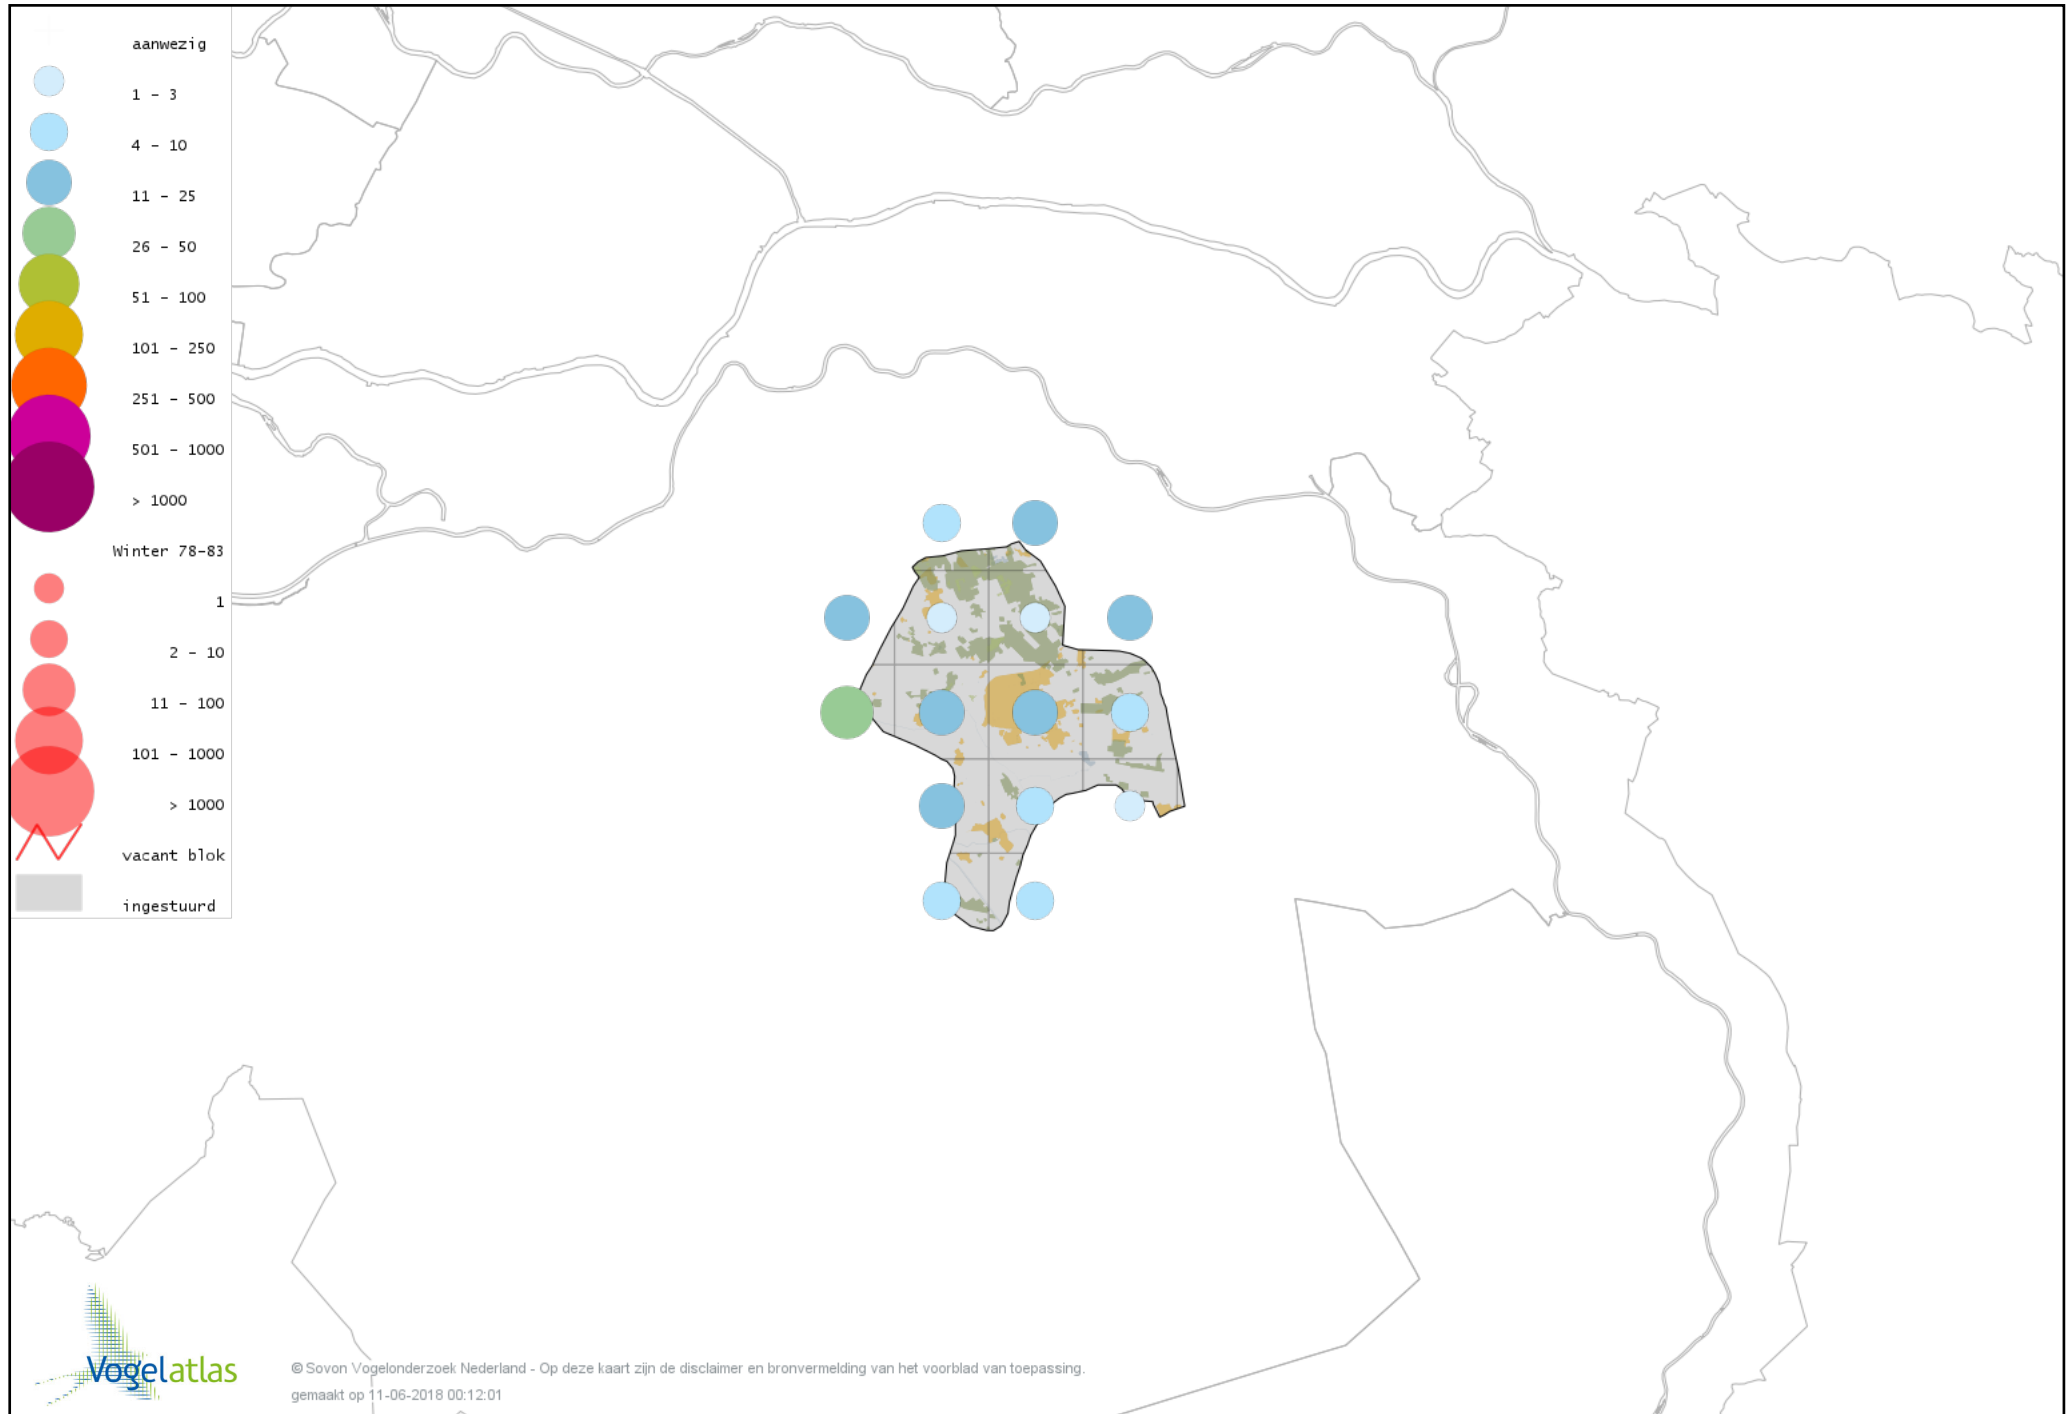 aanwezig
1 - 3
4 - 10
11 - 25
26 - 50
51 - 100
101 - 250
251 - 500
501 - 1000
> 1000
Winter 78-83
1
2 - 10
11 - 100
101 - 1000
> 1000
vacant blok
ingestuurd
Vogelatlas
© Sovon Vogelonderzoek Nederland - Op deze kaart zijn de disclaimer en bronvermelding van het voorblad van toepassing.
gemaakt op 11-06-2018 00:12:01